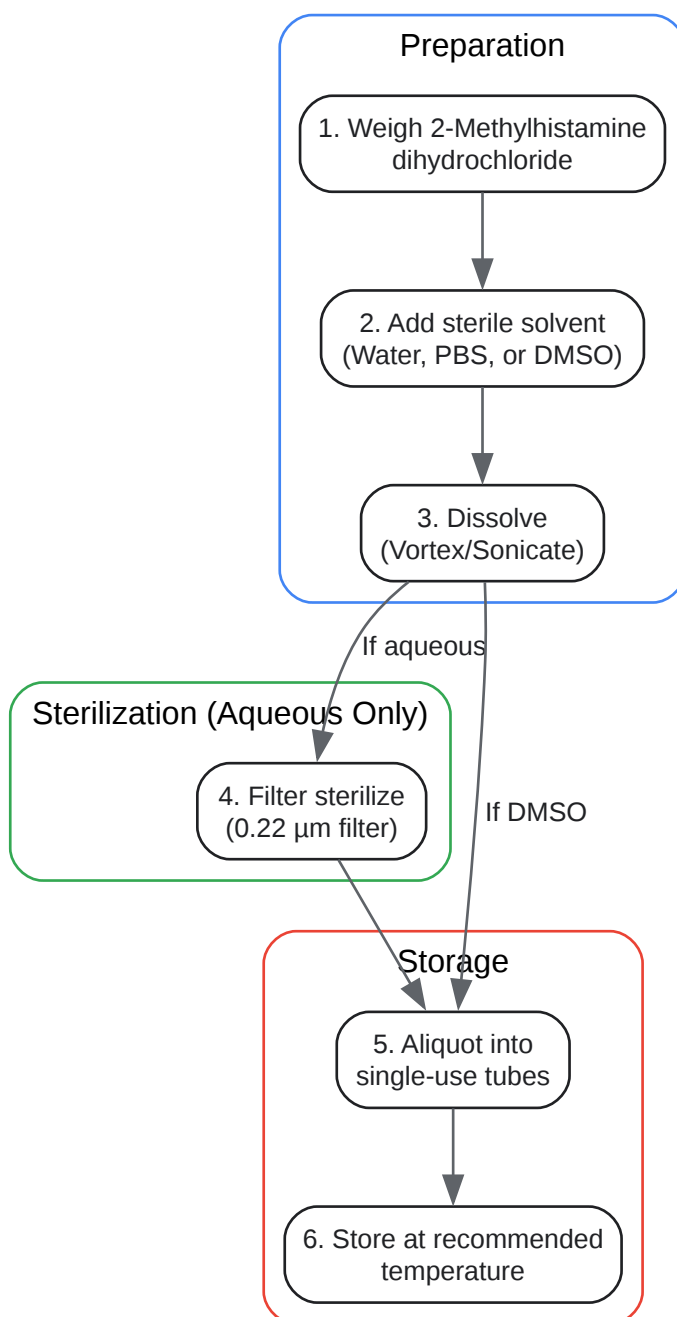 Preparation
1. Weigh 2-Methylhistamine
dihydrochloride
2. Add sterile solvent
(Water, PBS, or DMSO)
3. Dissolve
(Vortex/Sonicate)
If aqueous
Sterilization (Aqueous Only)
4. Filter sterilize
(0.22 µm filter)
If DMSO
Storage
5. Aliquot into
single-use tubes
6. Store at recommended
temperature